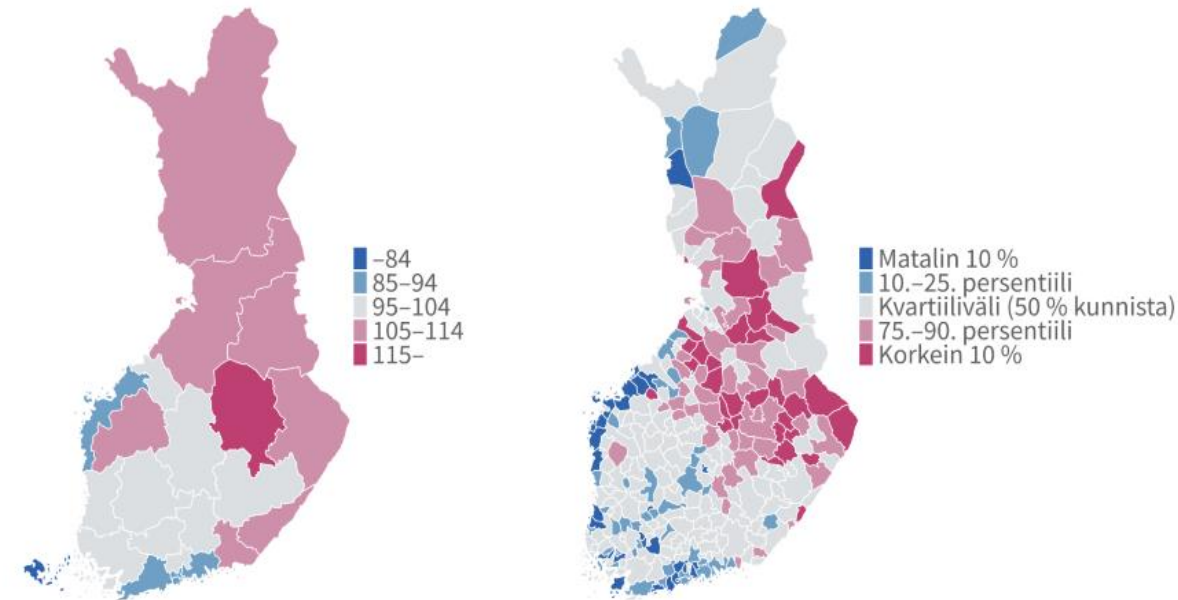 –84
85–94
95–104
105–114
115–
Matalin 10 %
10.–25. persentiili
Kvartiiliväli (50 % kunnista)
75.–90. persentiili
Korkein 10 %